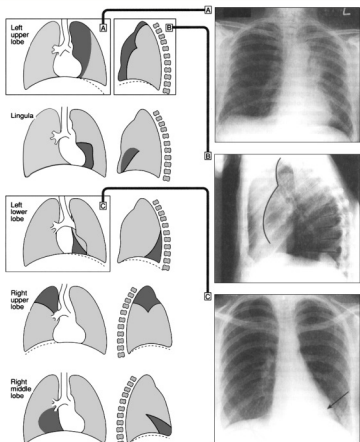 Left
upper
lobe
A
B
A
L
Lingula
B
Left
lower
lobe
C
C
Right
upper
lobe
Right
middle
lobe